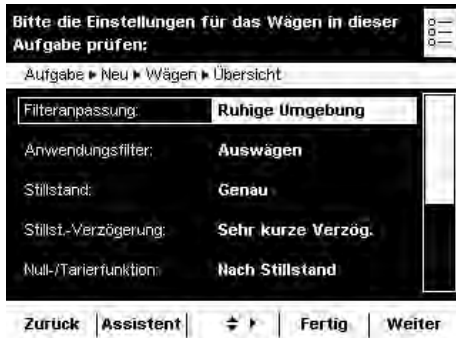 Bitte die Einstellungen für das Wägen in dieser
Aufgabe prüfen:
Aufgabe ▸ Neu ▸ Wägen ▸ Übersicht
Filteranpassung: Ruhige Umgebung
Anwendungsfilter: Auswägen
Stillstand: Genau
Stillst.-Verzögerung: Sehr kurze Verzög.
Null-/Tarierfunktion: Nach Stillstand
Zurück Assistent Fertig Weiter